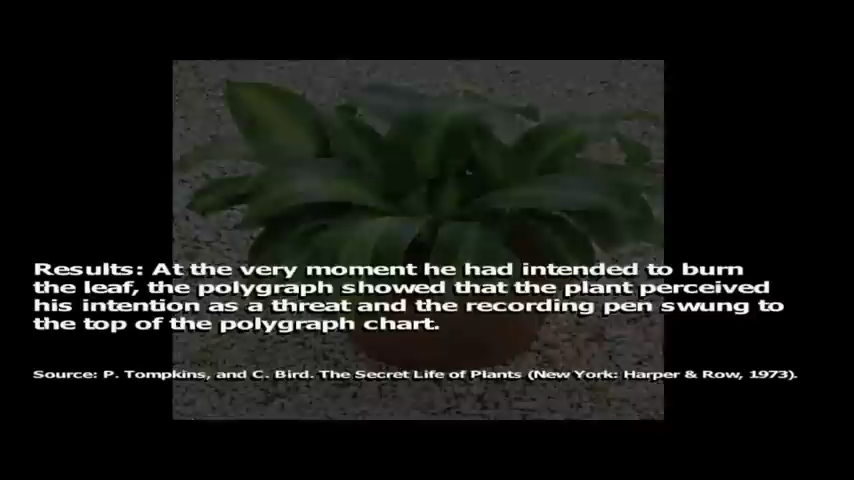 Results: At the very moment he had intended to burn
the leaf, the polygraph showed that the plant perceived
his intention as a threat and the recording pen swung to
the top of the polygraph chart.
Source: P. Tompkins, and C. Bird. The Secret Life of Plants (New York: Harper & Row, 1973).